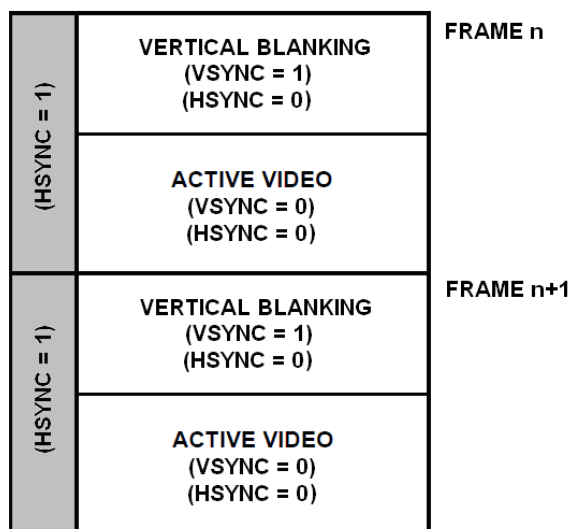 FRAME n
(HSYNC = 1)
VERTICAL BLANKING
(VSYNC = 1)
(HSYNC = 0)
ACTIVE VIDEO
(VSYNC = 0)
(HSYNC = 0)
FRAME n+1
(HSYNC = 1)
VERTICAL BLANKING
(VSYNC = 1)
(HSYNC = 0)
ACTIVE VIDEO
(VSYNC = 0)
(HSYNC = 0)